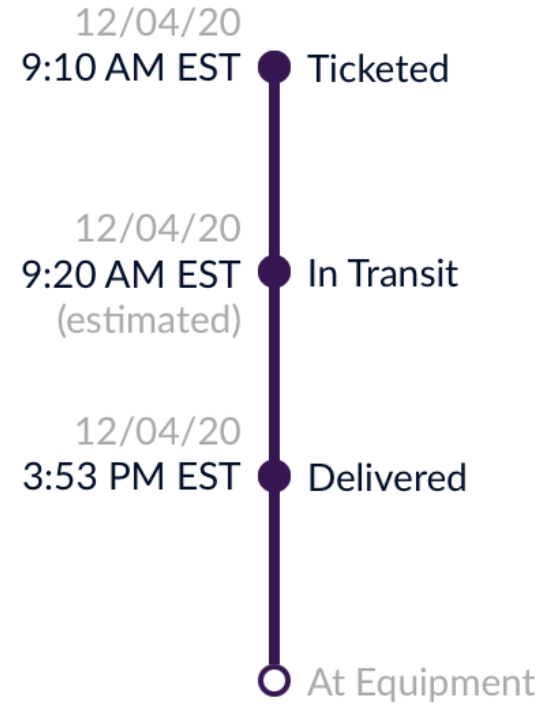 12/04/20
9:10 AM EST Ticketed
12/04/20
9:20 AM EST In Transit
(estimated)
12/04/20
3:53 PM EST Delivered
At Equipment